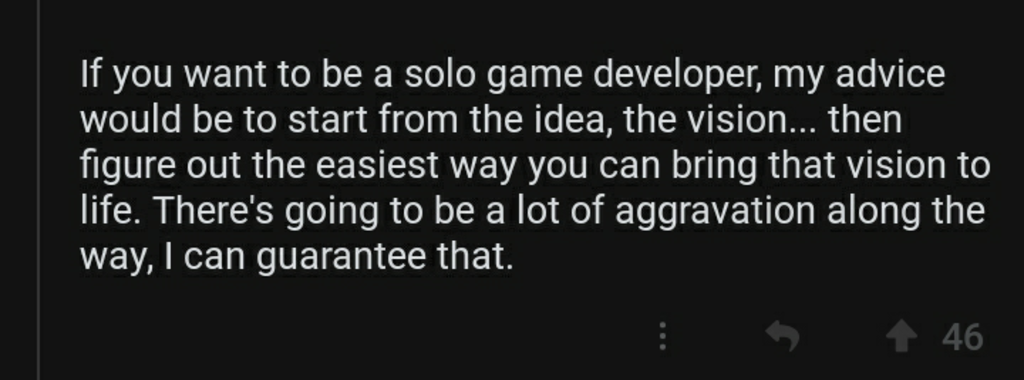 If you want to be a solo game developer, my advice
would be to start from the idea, the vision... then
figure out the easiest way you can bring that vision to
life. There's going to be a lot of aggravation along the
way, I can guarantee that.
46